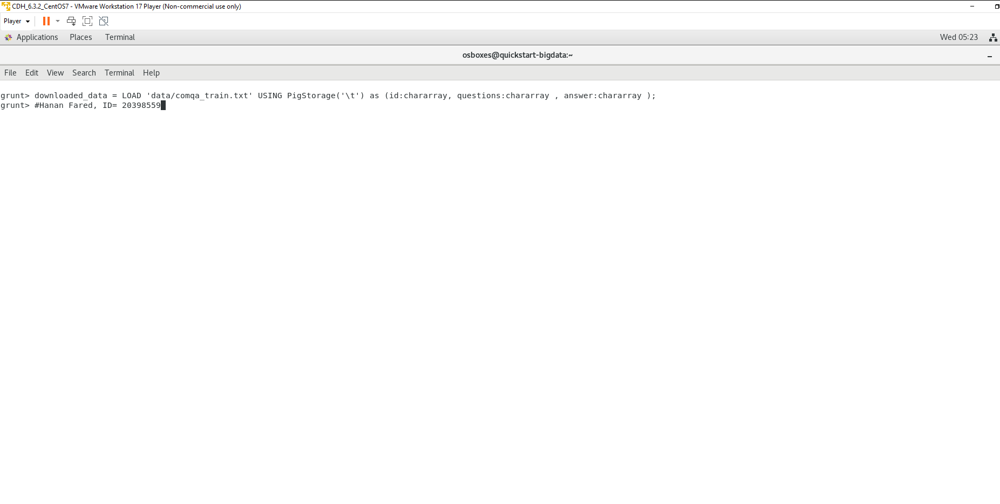 CDH_6.3.2_CentOS7 - VMware Workstation 17 Player (Non-commercial use only)
Player
Applications Places Terminal Wed 05:23
osboxes@quickstart-bigdata:~
File Edit View Search Terminal Help
grunt> downloaded_data = LOAD 'data/comqa_train.txt' USING PigStorage('\t') as (id:chararray, questions:chararray , answer:chararray );
grunt> #Hanan Fared, ID= 20398559